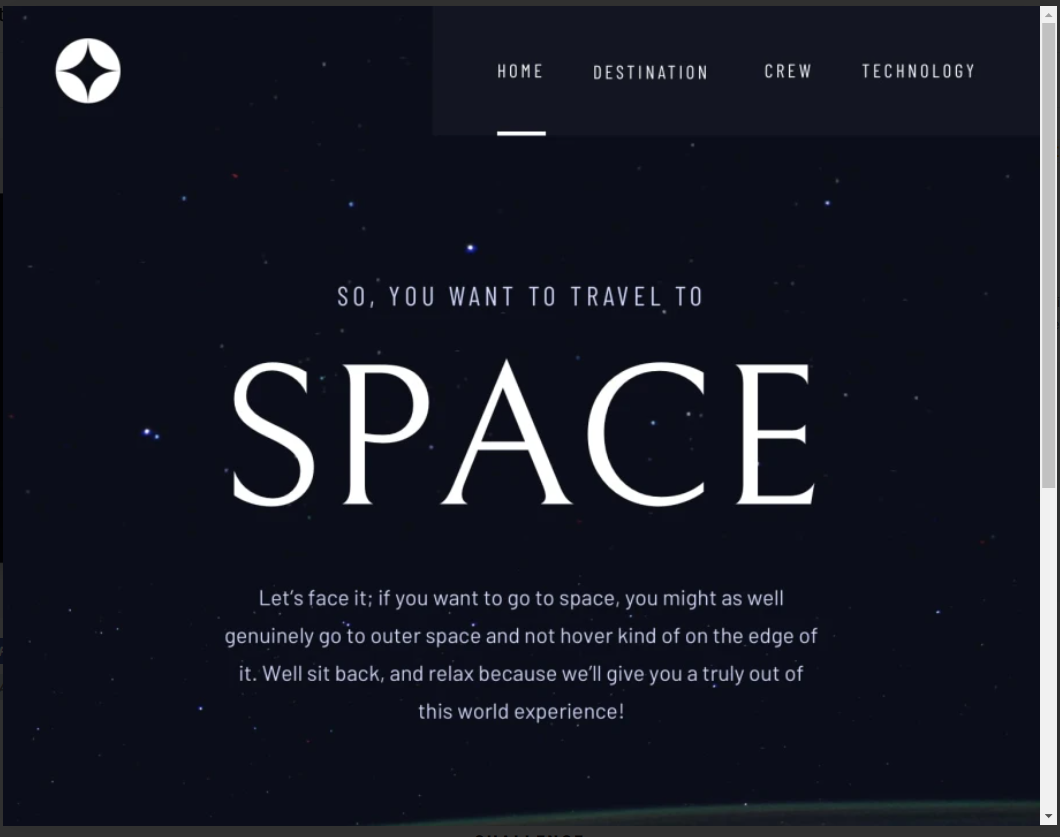 HOME DESTINATION CREW TECHNOLOGY
SO, YOU WANT TO TRAVEL TO
SPACE
Let’s face it; if you want to go to space, you might as well
genuinely go to outer space and not hover kind of on the edge of
it. Well sit back, and relax because we’ll give you a truly out of
this world experience!